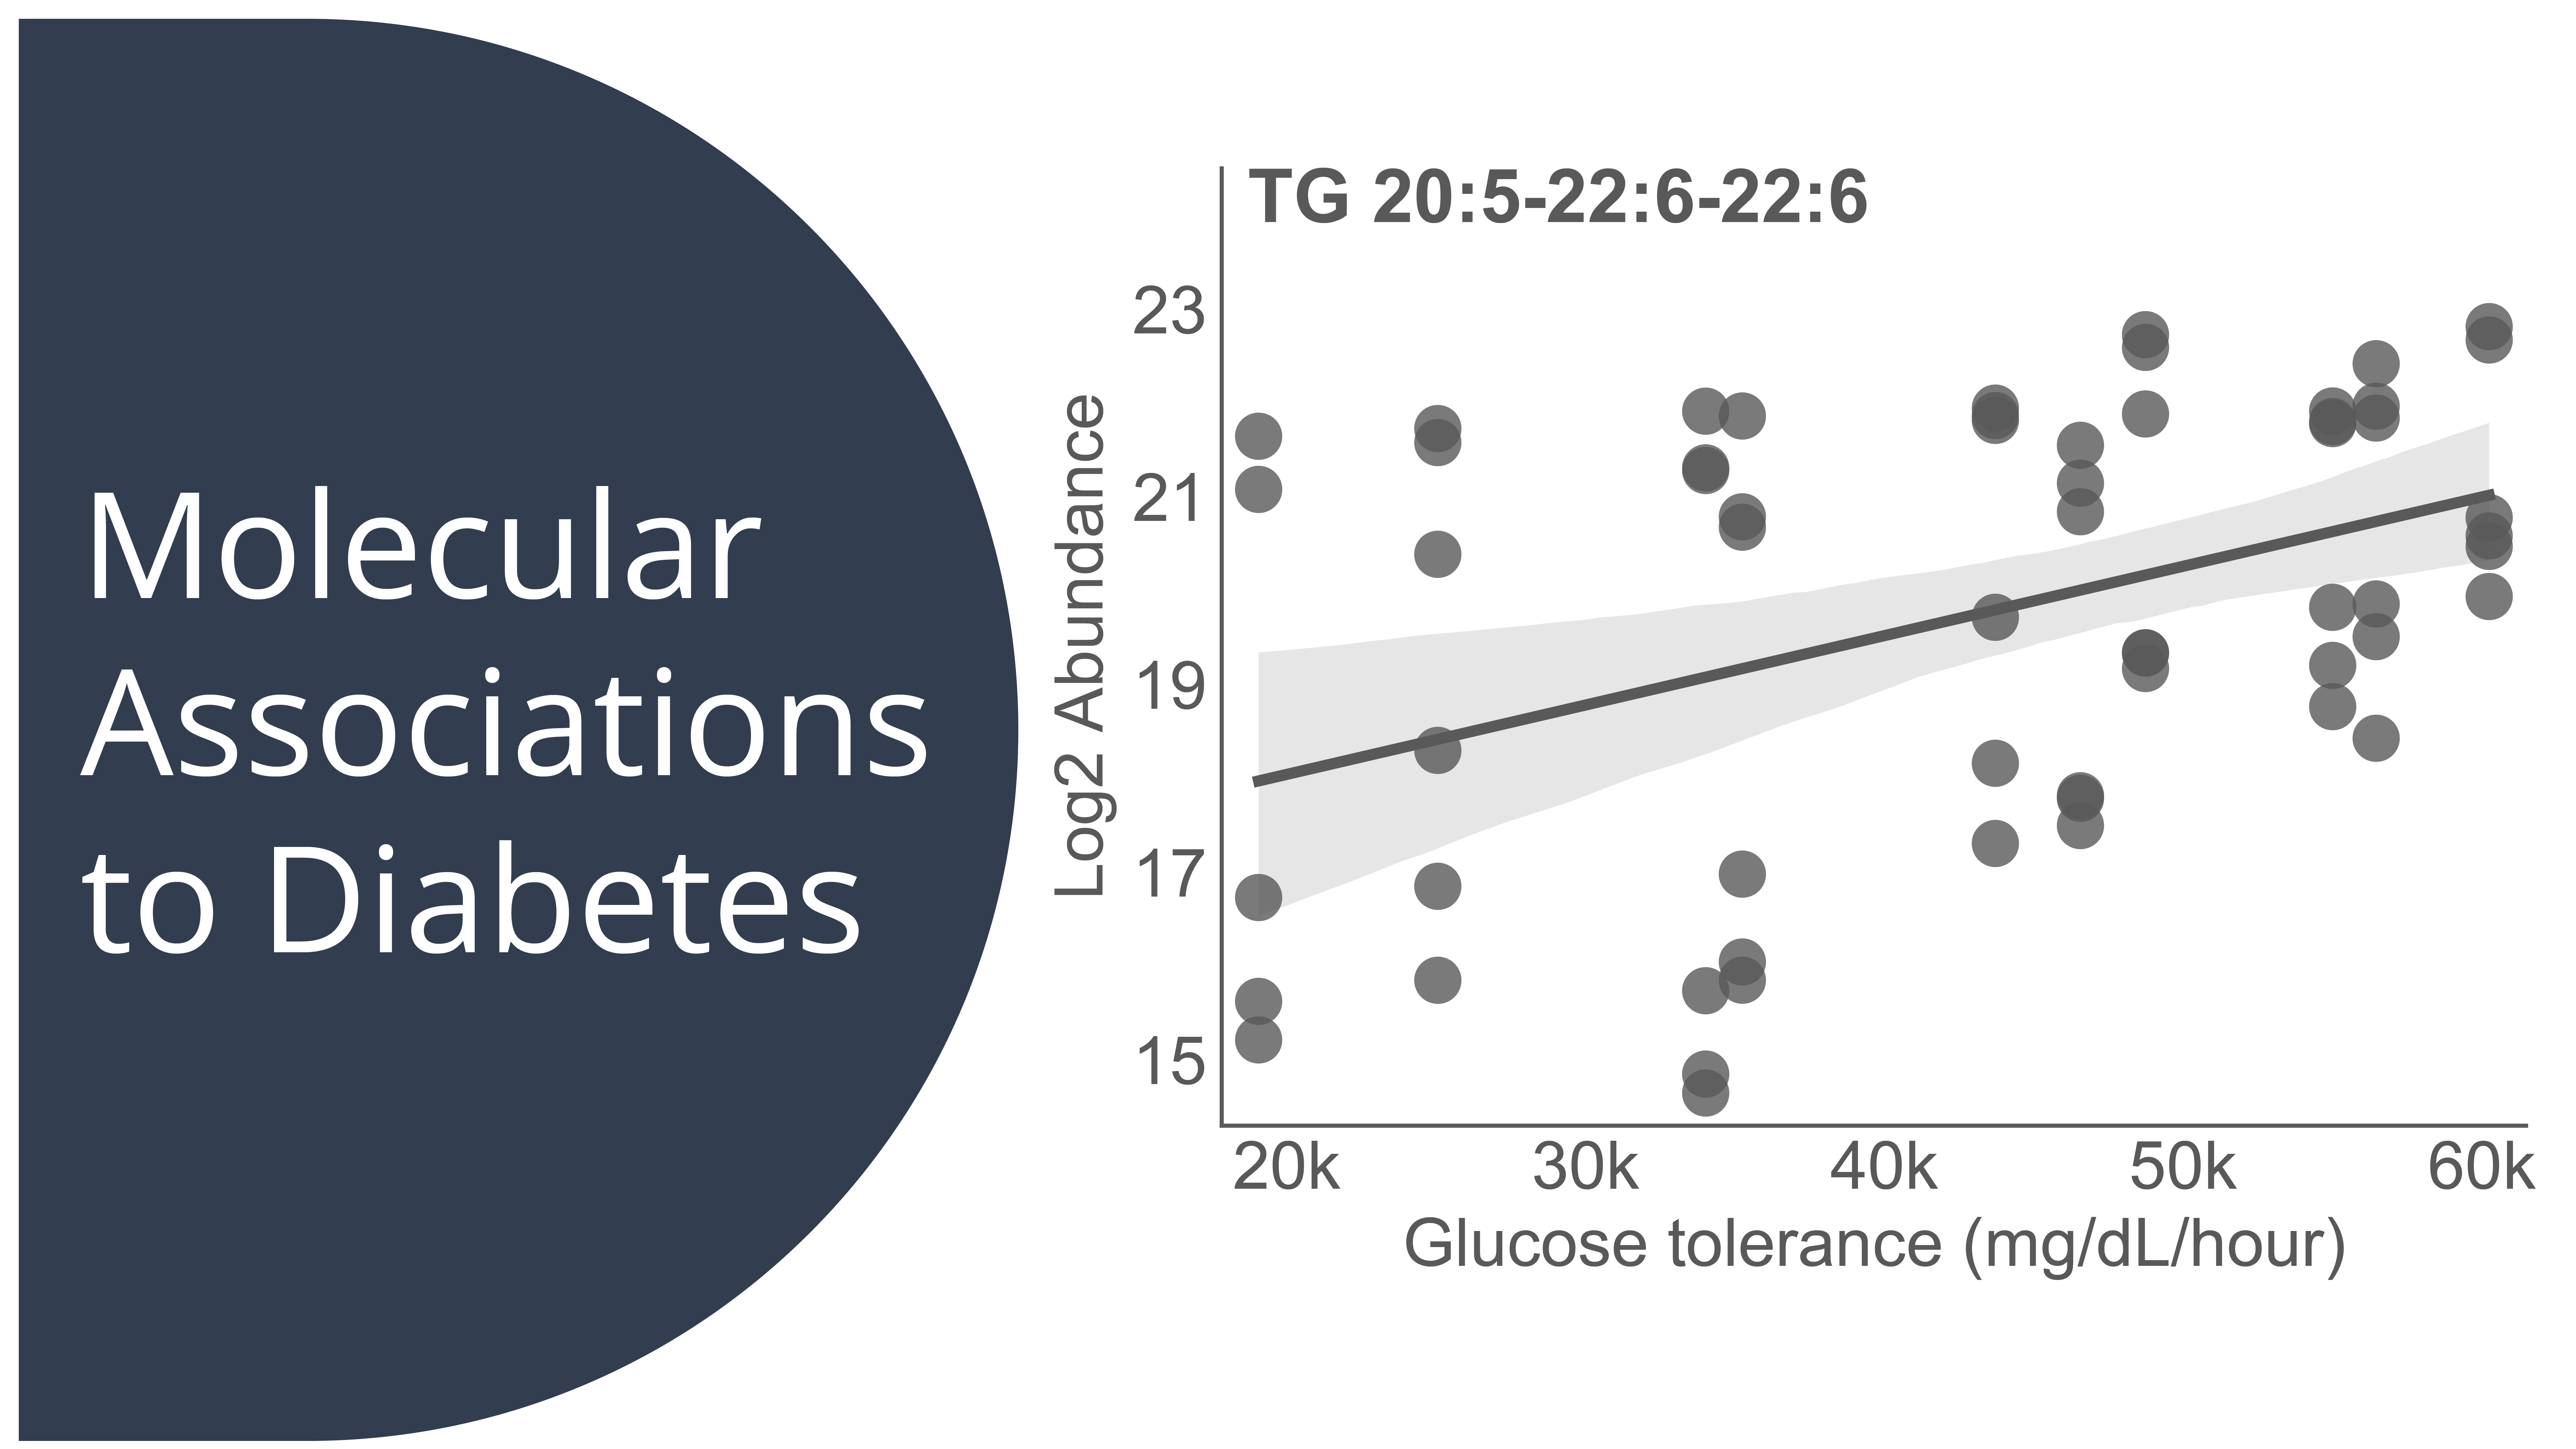 Molecular
Associations
to Diabetes
TG 20:5-22:6-22:6
Log2 Abundance
23
21
19
17
15
20k 30k 40k 50k 60k
Glucose tolerance (mg/dL/hour)